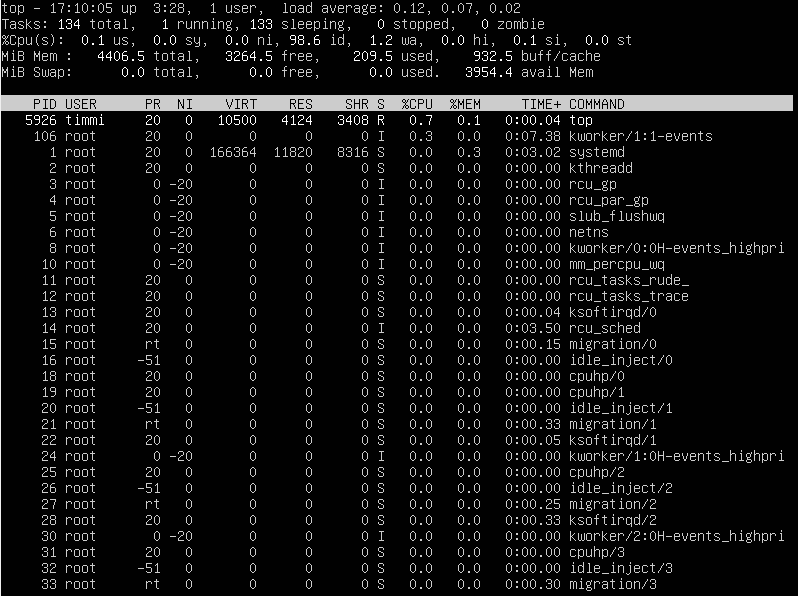 top - 17:10:05 up  3:28,  1 user,  load average: 0.12, 0.07, 0.02
Tasks: 134 total,   1 running, 133 sleeping,   0 stopped,   0 zombie
%Cpu(s):  0.1 us,  0.0 sy,  0.0 ni, 98.6 id,  1.2 wa,  0.0 hi,  0.1 si,  0.0 st
MiB Mem :   4406.5 total,   3264.5 free,    209.5 used,    932.5 buff/cache
MiB Swap:      0.0 total,      0.0 free,      0.0 used.   3954.4 avail Mem
PID USER      PR  NI    VIRT    RES    SHR S  %CPU  %MEM     TIME+ COMMAND
5926 timmi     20   0   10500   4124   3408 R   0.7   0.1   0:00.04 top
106 root      20   0       0      0      0 I   0.3   0.0   0:07.38 kworker/1:1-events
1 root      20   0  166364  11820   8316 S   0.0   0.3   0:03.02 systemd
2 root      20   0       0      0      0 S   0.0   0.0   0:00.00 kthreadd
3 root       0 -20       0      0      0 I   0.0   0.0   0:00.00 rcu_gp
4 root       0 -20       0      0      0 I   0.0   0.0   0:00.00 rcu_par_gp
5 root       0 -20       0      0      0 I   0.0   0.0   0:00.00 slub_flushwq
6 root       0 -20       0      0      0 I   0.0   0.0   0:00.00 netns
8 root       0 -20       0      0      0 I   0.0   0.0   0:00.00 kworker/0:0H-events_highpri
10 root       0 -20       0      0      0 I   0.0   0.0   0:00.00 mm_percpu_wq
11 root      20   0       0      0      0 S   0.0   0.0   0:00.00 rcu_tasks_rude_
12 root      20   0       0      0      0 S   0.0   0.0   0:00.00 rcu_tasks_trace
13 root      20   0       0      0      0 S   0.0   0.0   0:00.04 ksoftirqd/0
14 root      20   0       0      0      0 I   0.0   0.0   0:03.50 rcu_sched
15 root      rt   0       0      0      0 S   0.0   0.0   0:00.15 migration/0
16 root     -51   0       0      0      0 S   0.0   0.0   0:00.00 idle_inject/0
18 root      20   0       0      0      0 S   0.0   0.0   0:00.00 cpuhp/0
19 root      20   0       0      0      0 S   0.0   0.0   0:00.00 cpuhp/1
20 root     -51   0       0      0      0 S   0.0   0.0   0:00.00 idle_inject/1
21 root      rt   0       0      0      0 S   0.0   0.0   0:00.33 migration/1
22 root      20   0       0      0      0 S   0.0   0.0   0:00.05 ksoftirqd/1
24 root       0 -20       0      0      0 I   0.0   0.0   0:00.00 kworker/1:0H-events_highpri
25 root      20   0       0      0      0 S   0.0   0.0   0:00.00 cpuhp/2
26 root     -51   0       0      0      0 S   0.0   0.0   0:00.00 idle_inject/2
27 root      rt   0       0      0      0 S   0.0   0.0   0:00.25 migration/2
28 root      20   0       0      0      0 S   0.0   0.0   0:00.33 ksoftirqd/2
30 root       0 -20       0      0      0 I   0.0   0.0   0:00.00 kworker/2:0H-events_highpri
31 root      20   0       0      0      0 S   0.0   0.0   0:00.00 cpuhp/3
32 root     -51   0       0      0      0 S   0.0   0.0   0:00.00 idle_inject/3
33 root      rt   0       0      0      0 S   0.0   0.0   0:00.30 migration/3